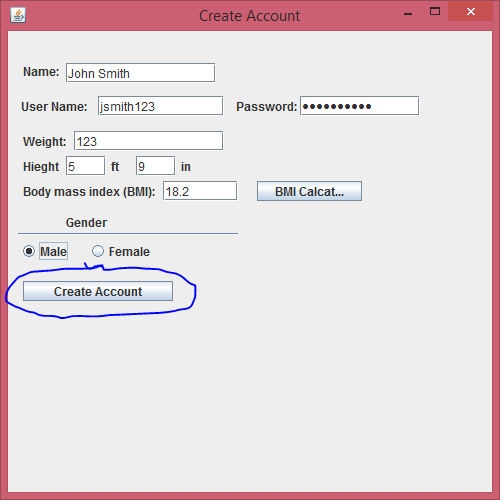 Create Account
Name: John Smith
User Name: jsmith123 Password: ••••••••••
Weight: 123
Hieght 5 ft 9 in
Body mass index (BMI): 18.2 BMI Calcat...
Gender
Male Female
Create Account